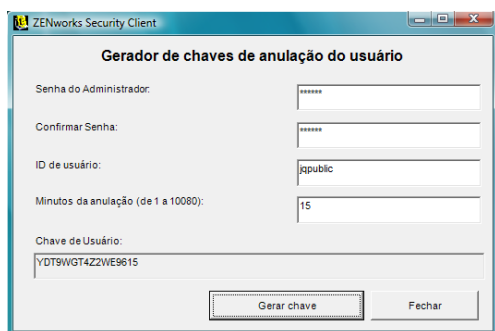 ZENworks Security Client
Gerador de chaves de anulação do usuário
Senha do Administrador:
******
Confirmar Senha:
******
ID de usuário:
jqpublic
Minutos da anulação (de 1 a 10080):
15
Chave de Usuário:
YDT9WGT4Z2WE9615
Gerar chave
Fechar